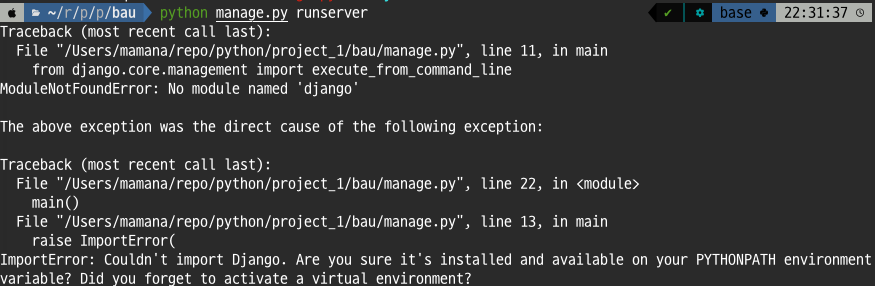 ~/r/p/p/bau python manage.py runserver ✔ base 22:31:37
Traceback (most recent call last):
  File "/Users/mamana/repo/python/project_1/bau/manage.py", line 11, in main
    from django.core.management import execute_from_command_line
ModuleNotFoundError: No module named 'django'

The above exception was the direct cause of the following exception:

Traceback (most recent call last):
  File "/Users/mamana/repo/python/project_1/bau/manage.py", line 22, in <module>
    main()
  File "/Users/mamana/repo/python/project_1/bau/manage.py", line 13, in main
    raise ImportError(
ImportError: Couldn't import Django. Are you sure it's installed and available on your PYTHONPATH environment
variable? Did you forget to activate a virtual environment?